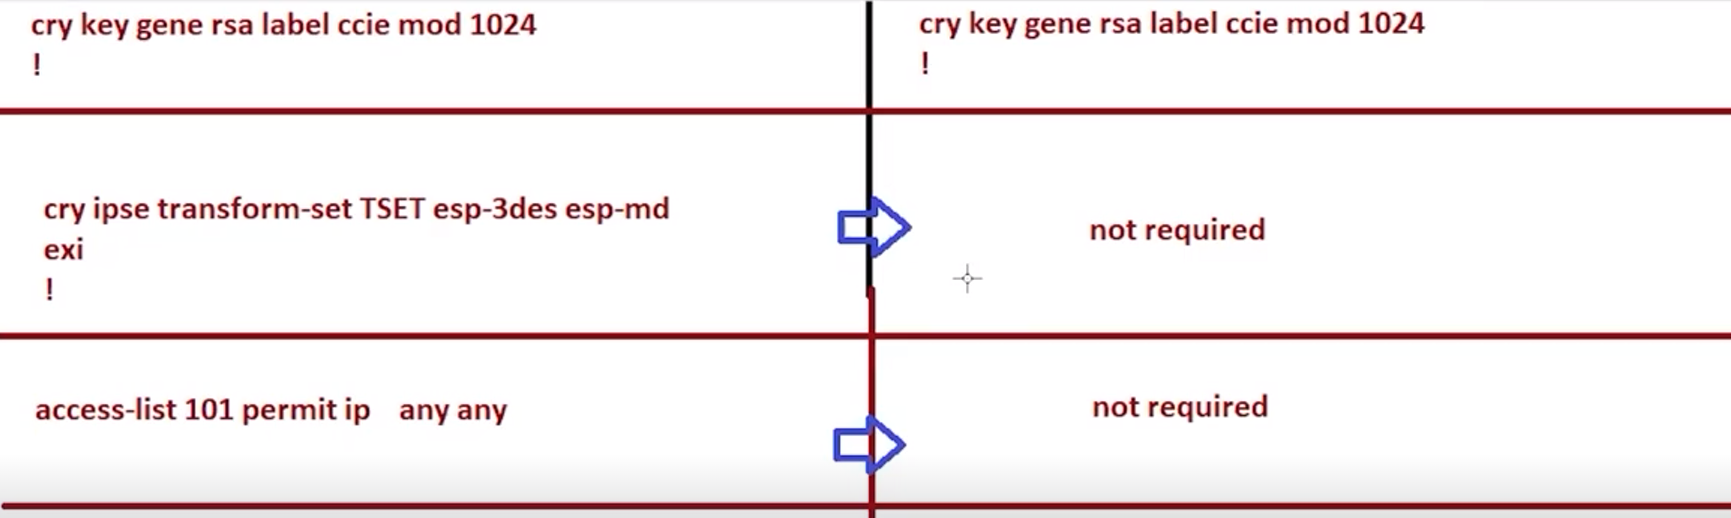 cry key gene rsa label ccie mod 1024
!
cry key gene rsa label ccie mod 1024
!
cry ipse transform-set TSET esp-3des esp-md
exi
!
not required
access-list 101 permit ip any any
not required